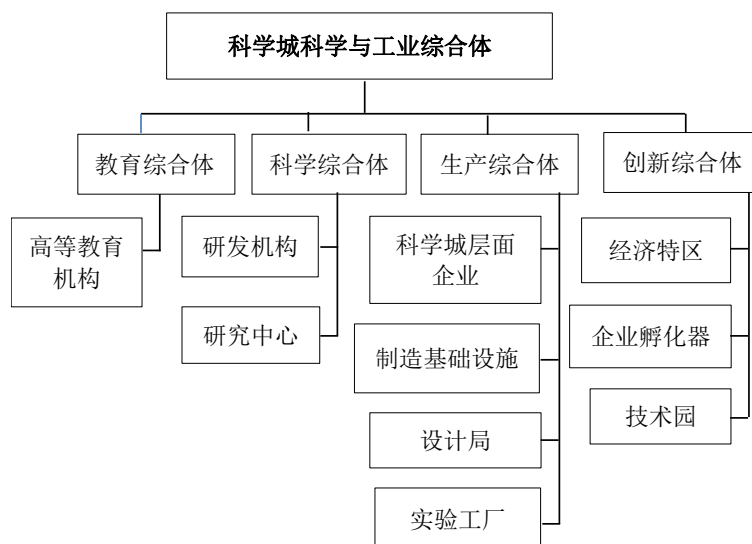 科学城科学与工业综合体
教育综合体
科学综合体
生产综合体
创新综合体
高等教育
机构
研发机构
研究中心
科学城层面
企业
制造基础设施
设计局
实验工厂
经济特区
企业孵化器
技术园